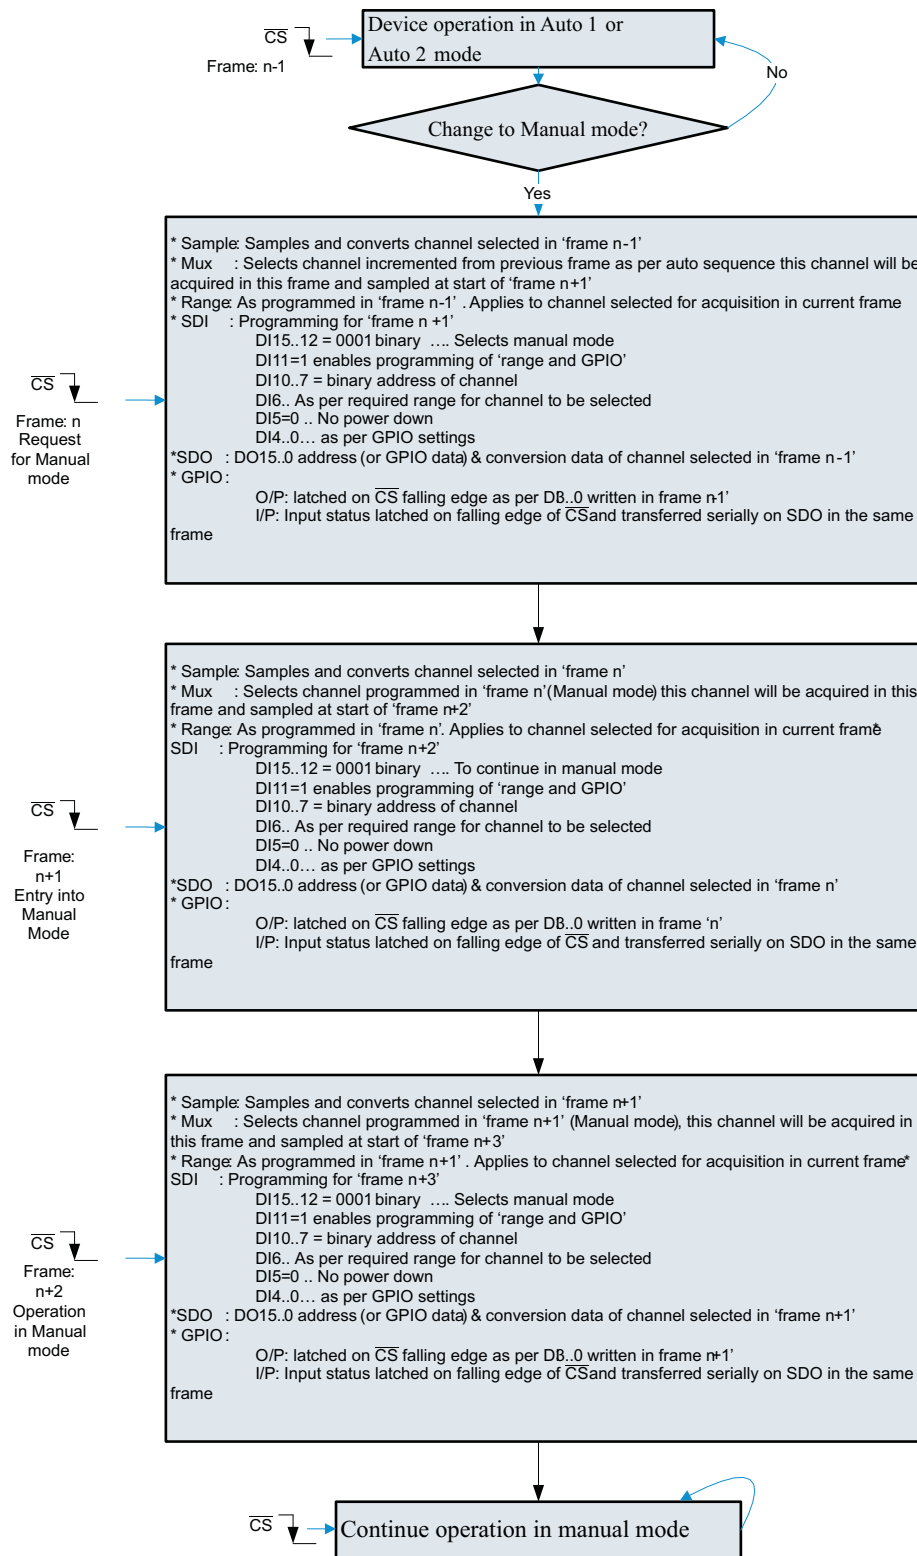 Device operation in Auto 1 or
Auto 2 mode
CS
Frame: n-1
No
Change to Manual mode?
Yes
* Sample: Samples and converts channel selected in ‘frame n-1’
* Mux : Selects channel incremented from previous frame as per auto sequence this channel will be
acquired in this frame and sampled at start of ‘frame n+1’
* Range: As programmed in ‘frame n-1’ . Applies to channel selected for acquisition in current frame
* SDI : Programming for ‘frame n +1’
DI15..12 = 0001 binary …. Selects manual mode
DI11=1 enables programming of ‘range and GPIO’
DI10..7 = binary address of channel
DI6.. As per required range for channel to be selected
DI5=0 .. No power down
DI4..0… as per GPIO settings
*SDO : DO15..0 address (or GPIO data) & conversion data of channel selected in ‘frame n-1’
* GPIO :
O/P: latched on CS falling edge as per DB..0 written in frame n-1’
I/P: Input status latched on falling edge of CS and transferred serially on SDO in the same
frame
CS
Frame: n
Request
for Manual
mode
* Sample: Samples and converts channel selected in ‘frame n’
* Mux : Selects channel programmed in ‘frame n’(Manual mode) this channel will be acquired in this
frame and sampled at start of ‘frame n+2’
* Range: As programmed in ‘frame n’. Applies to channel selected for acquisition in current frame*
SDI : Programming for ‘frame n+2’
DI15..12 = 0001 binary …. To continue in manual mode
DI11=1 enables programming of ‘range and GPIO’
DI10..7 = binary address of channel
DI6.. As per required range for channel to be selected
DI5=0 .. No power down
DI4..0… as per GPIO settings
*SDO : DO15..0 address (or GPIO data) & conversion data of channel selected in ‘frame n’
* GPIO :
O/P: latched on CS falling edge as per DB..0 written in frame ‘n’
I/P: Input status latched on falling edge of CS and transferred serially on SDO in the same
frame
CS
Frame:
n+1
Entry into
Manual
Mode
* Sample: Samples and converts channel selected in ‘frame n+1’
* Mux : Selects channel programmed in ‘frame n+1’ (Manual mode), this channel will be acquired in
this frame and sampled at start of ‘frame n+3’
* Range: As programmed in ‘frame n+1’ . Applies to channel selected for acquisition in current frame*
SDI : Programming for ‘frame n+3’
DI15..12 = 0001 binary …. Selects manual mode
DI11=1 enables programming of ‘range and GPIO’
DI10..7 = binary address of channel
DI6.. As per required range for channel to be selected
DI5=0 .. No power down
DI4..0… as per GPIO settings
*SDO : DO15..0 address (or GPIO data) & conversion data of channel selected in ‘frame n+1’
* GPIO :
O/P: latched on CS falling edge as per DB..0 written in frame n+1’
I/P: Input status latched on falling edge of CS and transferred serially on SDO in the same
frame
CS
Frame:
n+2
Operation
in Manual
mode
CS
Continue operation in manual mode